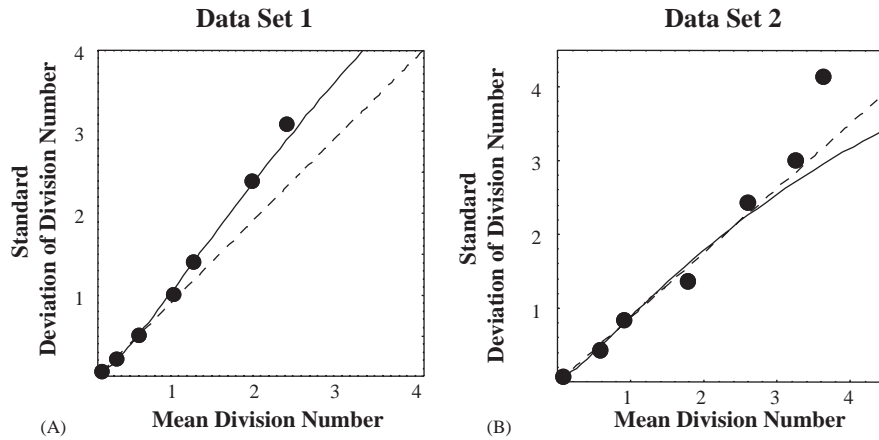 Data Set 1
Standard
Deviation of Division Number
4
3
2
1
1
2
3
4
(A)
Mean Division Number
Data Set 2
Standard
Deviation of Division Number
4
3
2
1
1
2
3
4
(B)
Mean Division Number